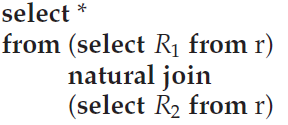 select *
from (select R₁ from r)
natural join
(select R₂ from r)